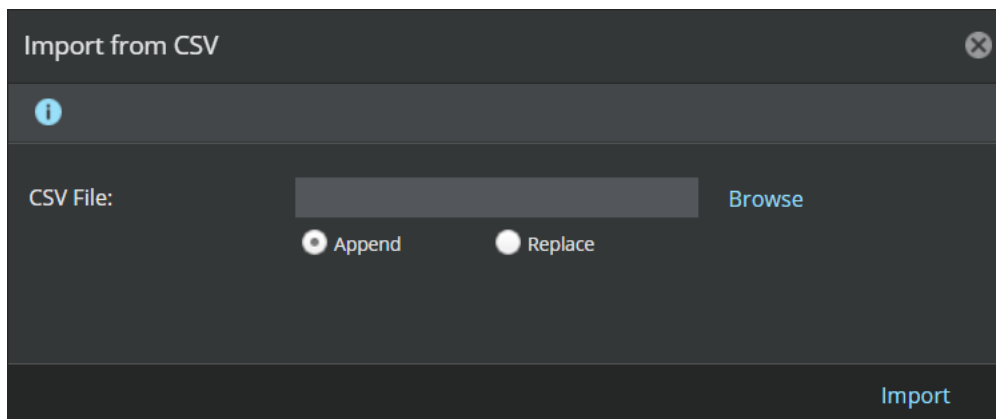 Import from CSV
i
CSV File:
Browse
Append Replace
Import